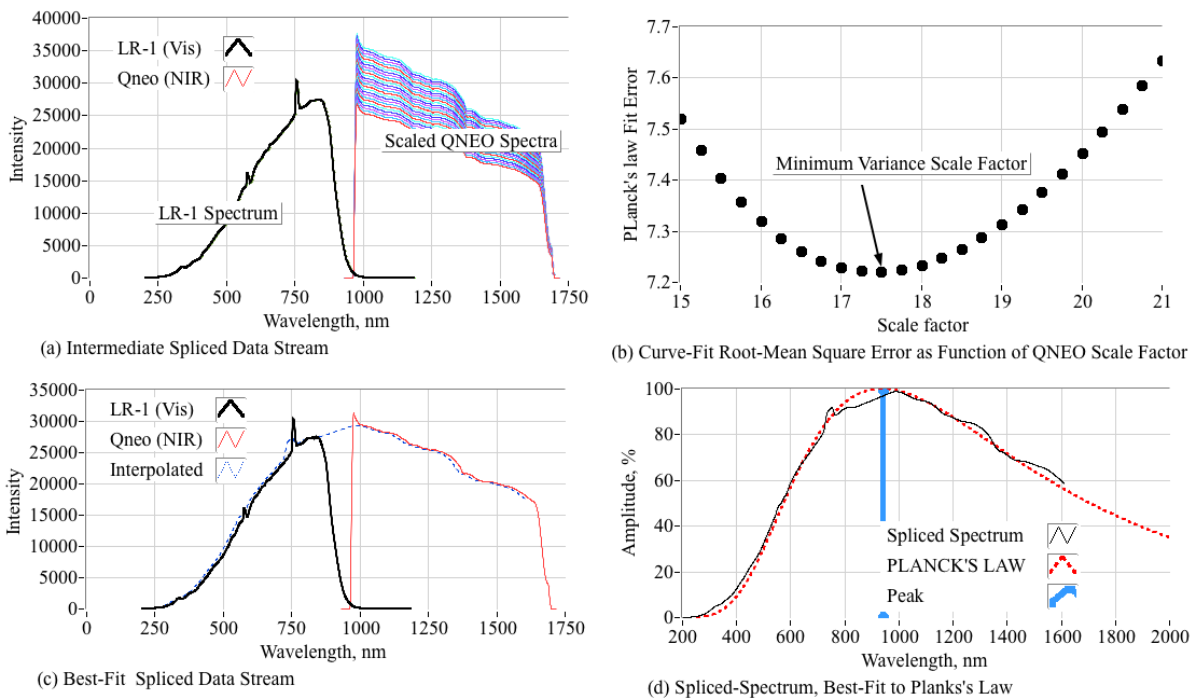 40000
35000
30000
25000
20000
15000
10000
5000
0
Intensity
LR-1 (Vis)
Qneo (NIR)
Scaled QNEO Spectra
LR-1 Spectrum
0 250 500 750 1000 1250 1500 1750
Wavelength, nm
(a) Intermediate Spliced Data Stream
7.7
7.6
7.5
7.4
7.3
7.2
PLanck's law Fit Error
Minimum Variance Scale Factor
15 16 17 18 19 20 21
Scale factor
(b) Curve-Fit Root-Mean Square Error as Function of QNEO Scale Factor
35000
30000
25000
20000
15000
10000
5000
0
Intensity
LR-1 (Vis)
Qneo (NIR)
Interpolated
0 250 500 750 1000 1250 1500 1750
Wavelength, nm
(c) Best-Fit Spliced Data Stream
100
80
60
40
20
0
Amplitude, %
Spliced Spectrum
PLANCK'S LAW
Peak
200 400 600 800 1000 1200 1400 1600 1800 2000
Wavelength, nm
(d) Spliced-Spectrum, Best-Fit to Planks's Law